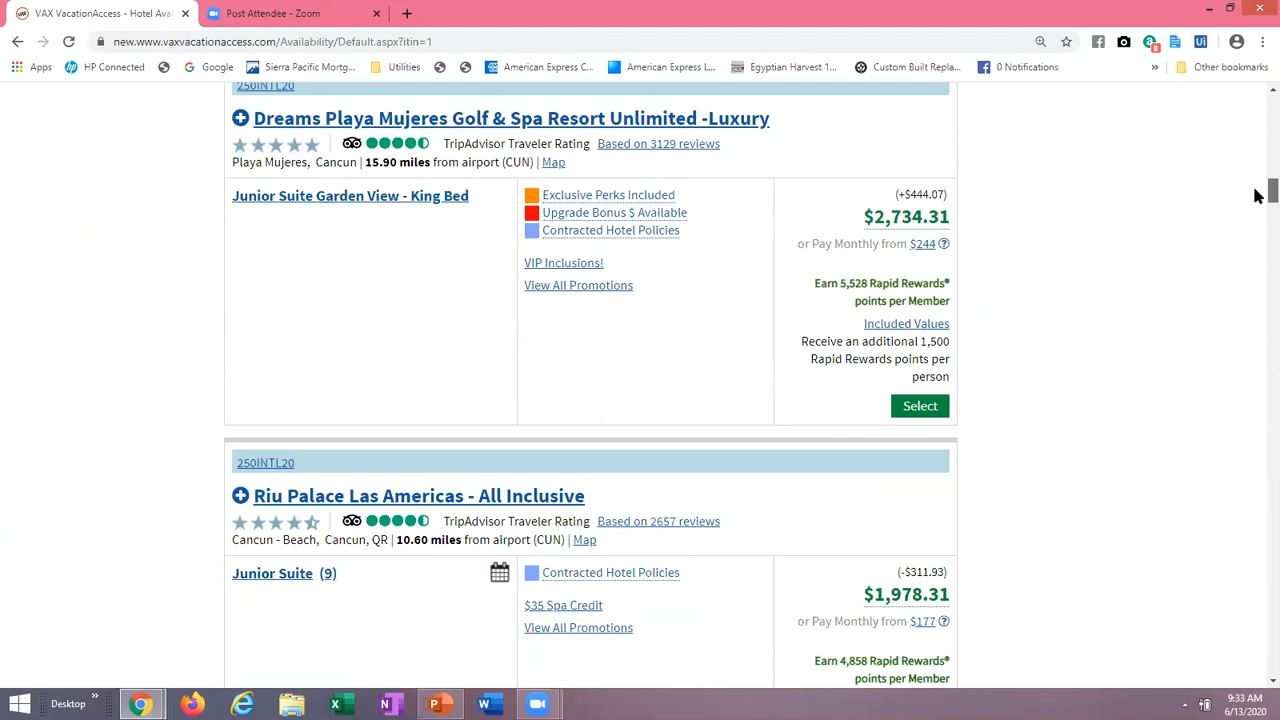 VAX VacationAccess - Hotel Ava
Post Attendee - Zoom
new.www.vaxvacationaccess.com/Availability/Default.aspx?itin=1
Apps
HP Connected
Google
Sierra Pacific Mortg...
Utilities
American Express C...
American Express L...
Egyptian Harvest 1...
Custom Built Repla...
0 Notifications
»
Other bookmarks
250INTL20
Dreams Playa Mujeres Golf & Spa Resort Unlimited -Luxury
TripAdvisor Traveler Rating Based on 3129 reviews
Playa Mujeres, Cancun | 15.90 miles from airport (CUN) | Map
Junior Suite Garden View - King Bed
Exclusive Perks Included
Upgrade Bonus $ Available
Contracted Hotel Policies
VIP Inclusions!
View All Promotions
(+$444.07)
$2,734.31
or Pay Monthly from $244 ?
Earn 5,528 Rapid Rewards®
points per Member
Included Values
Receive an additional 1,500
Rapid Rewards points per
person
Select
250INTL20
Riu Palace Las Americas - All Inclusive
TripAdvisor Traveler Rating Based on 2657 reviews
Cancun - Beach, Cancun, QR | 10.60 miles from airport (CUN) | Map
Junior Suite (9)
Contracted Hotel Policies
$35 Spa Credit
View All Promotions
(-$311.93)
$1,978.31
or Pay Monthly from $177 ?
Earn 4,858 Rapid Rewards®
points per Member
Desktop
»
9:33 AM
6/13/2020